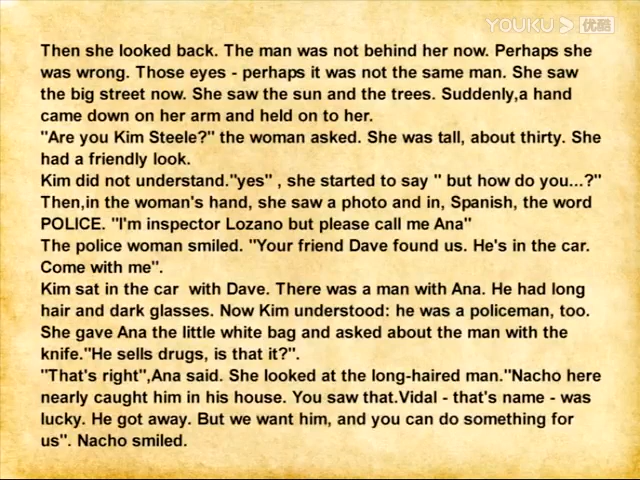 YOUKU 优酷
Then she looked back. The man was not behind her now. Perhaps she
was wrong. Those eyes - perhaps it was not the same man. She saw
the big street now. She saw the sun and the trees. Suddenly,a hand
came down on her arm and held on to her.
"Are you Kim Steele?" the woman asked. She was tall, about thirty. She
had a friendly look.
Kim did not understand."yes" , she started to say " but how do you...?"
Then,in the woman's hand, she saw a photo and in, Spanish, the word
POLICE. "I'm inspector Lozano but please call me Ana"
The police woman smiled. "Your friend Dave found us. He's in the car.
Come with me".
Kim sat in the car  with Dave. There was a man with Ana. He had long
hair and dark glasses. Now Kim understood: he was a policeman, too.
She gave Ana the little white bag and asked about the man with the
knife."He sells drugs, is that it?".
"That's right",Ana said. She looked at the long-haired man."Nacho here
nearly caught him in his house. You saw that.Vidal - that's name - was
lucky. He got away. But we want him, and you can do something for
us". Nacho smiled.